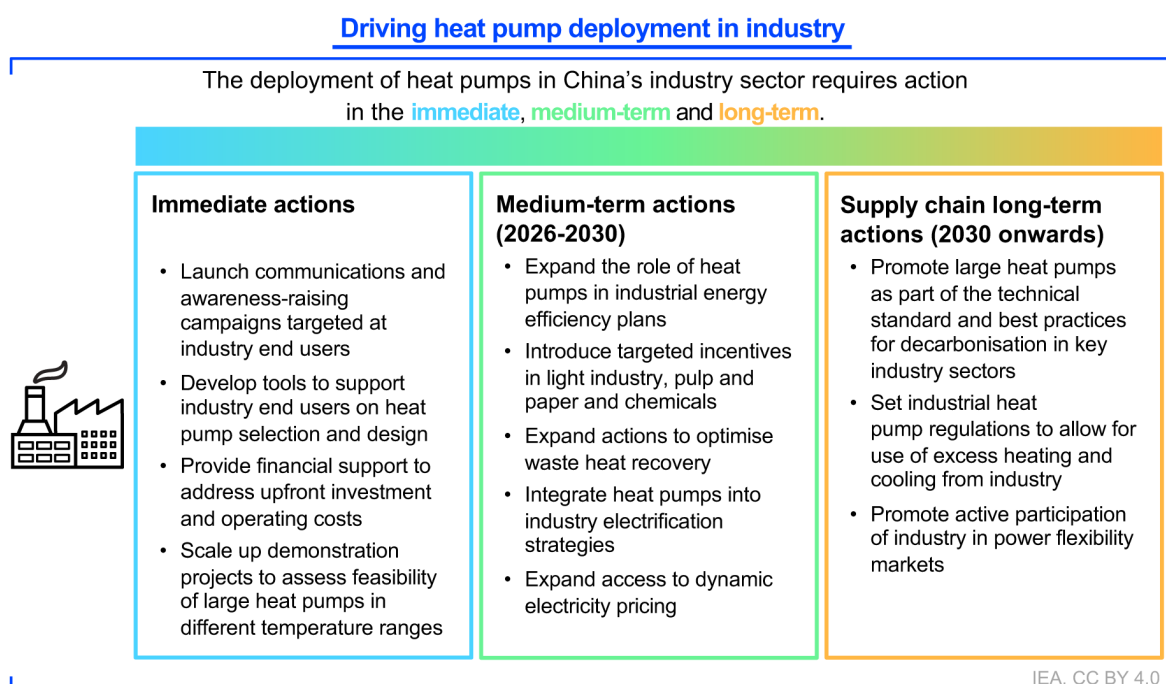 Driving heat pump deployment in industry
The deployment of heat pumps in China's industry sector requires action
in the immediate, medium-term and long-term.
Immediate actions
• Launch communications and
awareness-raising
campaigns targeted at
industry end users
• Develop tools to support
industry end users on heat
pump selection and design
• Provide financial support to
address upfront investment
and operating costs
• Scale up demonstration
projects to assess feasibility
of large heat pumps in
different temperature ranges
Medium-term actions
(2026-2030)
• Expand the role of heat
pumps in industrial energy
efficiency plans
• Introduce targeted incentives
in light industry, pulp and
paper and chemicals
• Expand actions to optimise
waste heat recovery
• Integrate heat pumps into
industry electrification
strategies
• Expand access to dynamic
electricity pricing
Supply chain long-term
actions (2030 onwards)
• Promote large heat pumps
as part of the technical
standard and best practices
for decarbonisation in key
industry sectors
• Set industrial heat
pump regulations to allow for
use of excess heating and
cooling from industry
• Promote active participation
of industry in power flexibility
markets
IEA. CC BY 4.0